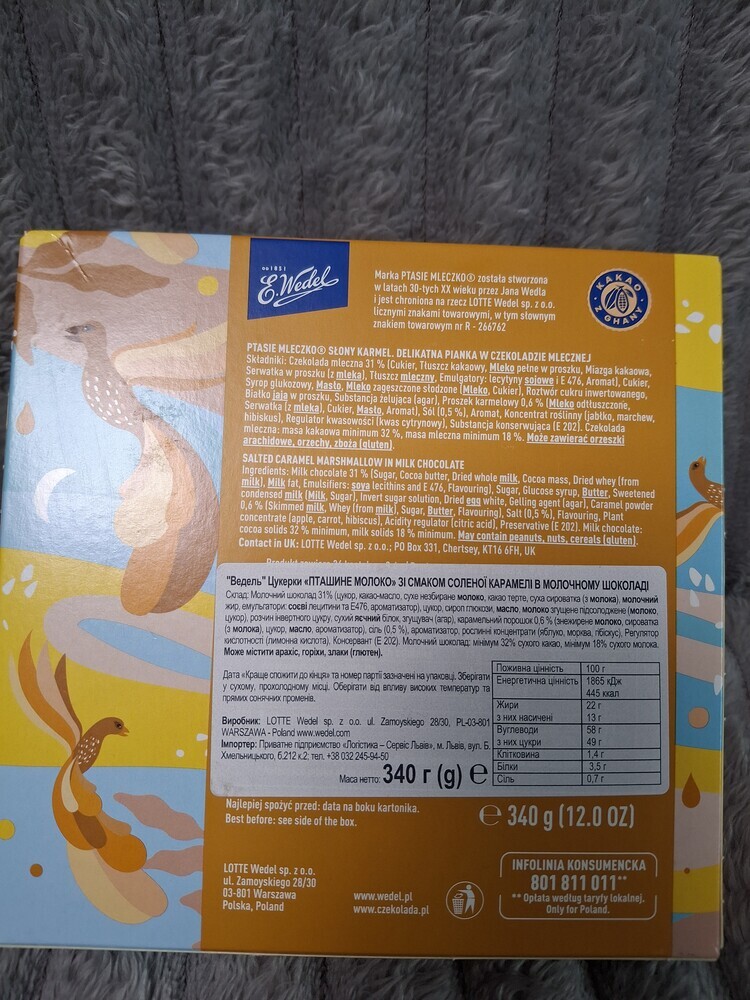 OD 1851
E.Wedel
Marka PTASIE MLECZKO® została stworzona
w latach 30-tych XX wieku przez Jana Wedla
i jest chroniona na rzecz LOTTE Wedel sp. z o.o.
licznymi znakami towarowymi, w tym słownym
znakiem towarowym nr R - 266762
KAKAO
Z GHANY
PTASIE MLECZKO® SŁONY KARMEL. DELIKATNA PIANKA W CZEKOLADZIE MLECZNEJ
Składniki: Czekolada mleczna 31 % (Cukier, Tłuszcz kakaowy, Mleko pełne w proszku, Miazga kakaowa,
Serwatka w proszku (z mleka), Tłuszcz mleczny, Emulgatory: lecytyny sojowe i E 476, Aromat), Cukier,
Syrop glukozowy, Masło, Mleko zagęszczone słodzone (Mleko, Cukier), Roztwór cukru inwertowanego,
Białko jaja w proszku, Substancja żelująca (agar), Proszek karmelowy 0,6 % (Mleko odtłuszczone,
Serwatka (z mleka), Cukier, Masło, Aromat), Sól (0,5 %), Aromat, Koncentrat roślinny (jabłko, marchew,
hibiskus), Regulator kwasowości (kwas cytrynowy), Substancja konserwująca (E 202). Czekolada
mleczna: masa kakaowa minimum 32 %, masa mleczna minimum 18 %. Może zawierać orzeszki
arachidowe, orzechy, zboża (gluten).
SALTED CARAMEL MARSHMALLOW IN MILK CHOCOLATE
Ingredients: Milk chocolate 31 % (Sugar, Cocoa butter, Dried whole milk, Cocoa mass, Dried whey (from
milk), Milk fat, Emulsifiers: soya lecithins and E 476, Flavouring), Sugar, Glucose syrup, Butter, Sweetened
condensed milk (Milk, Sugar), Invert sugar solution, Dried egg white, Gelling agent (agar), Caramel powder
0,6 % (Skimmed milk, Whey (from milk), Sugar, Butter, Flavouring), Salt (0,5 %), Flavouring, Plant
concentrate (apple, carrot, hibiscus), Acidity regulator (citric acid), Preservative (E 202). Milk chocolate:
cocoa solids 32 % minimum, milk solids 18 % minimum. May contain peanuts, nuts, cereals (gluten).
Contact in UK: LOTTE Wedel sp. z o.o.; PO Box 331, Chertsey, KT16 6FH, UK
"Ведель" Цукерки «ПТАШИНЕ МОЛОКО» ЗІ СМАКОМ СОЛЕНОЇ КАРАМЕЛІ В МОЛОЧНОМУ ШОКОЛАДІ
Склад: Молочний шоколад 31% (цукор, какао-масло, сухе незбиране молоко, какао терте, суха сироватка (з молока), молочний
жир, емульгатори: соєві лецитини та Е476, ароматизатор), цукор, сироп глюкози, масло, молоко згущене підсолоджене (молоко,
цукор), розчин інвертного цукру, сухий яєчний білок, згущувач (агар), карамельний порошок 0,6 % (знежирене молоко, сироватка
(з молока), цукор, масло, ароматизатор), сіль (0,5 %), ароматизатор, рослинні концентрати (яблуко, морква, гібіскус), Регулятор
кислотності (лимонна кислота), Консервант (Е 202). Молочний шоколад: мінімум 32% сухого какао, мінімум 18% сухого молока.
Може містити арахіс, горіхи, злаки (глютен).
Дата «Краще спожити до кінця» та номер партії зазначені на упаковці. Зберігати
у сухому, прохолодному місці. Оберігати від впливу високих температур та
прямих сонячних променів.
Виробник: LOTTE Wedel sp. z o.o. ul. Zamoyskiego 28/30, PL-03-801
WARSZAWA - Poland www.wedel.com
Імпортер: Приватне підприємство «Логістика – Сервіс Львів», м. Львів, вул. Б.
Хмельницького, б.212 к.2; тел. +38 032 245-94-50
Маса нетто: 340 г (g) e
Поживна цінність 100 г
Енергетична цінність 1865 кДж
445 ккал
Жири 22 г
з них насичені 13 г
Вуглеводи 58 г
з них цукри 49 г
Клітковина 1,4 г
Білки 3,5 г
Сіль 0,7 г
Najlepiej spożyć przed: data na boku kartonika.
Best before: see side of the box.
e 340 g (12.0 OZ)
LOTTE Wedel sp. z o.o.
ul. Zamoyskiego 28/30
03-801 Warszawa
Polska, Poland
www.wedel.pl
www.czekolada.pl
INFOLINIA KONSUMENCKA
801 811 011**
** Opłata według taryfy lokalnej.
Only for Poland.